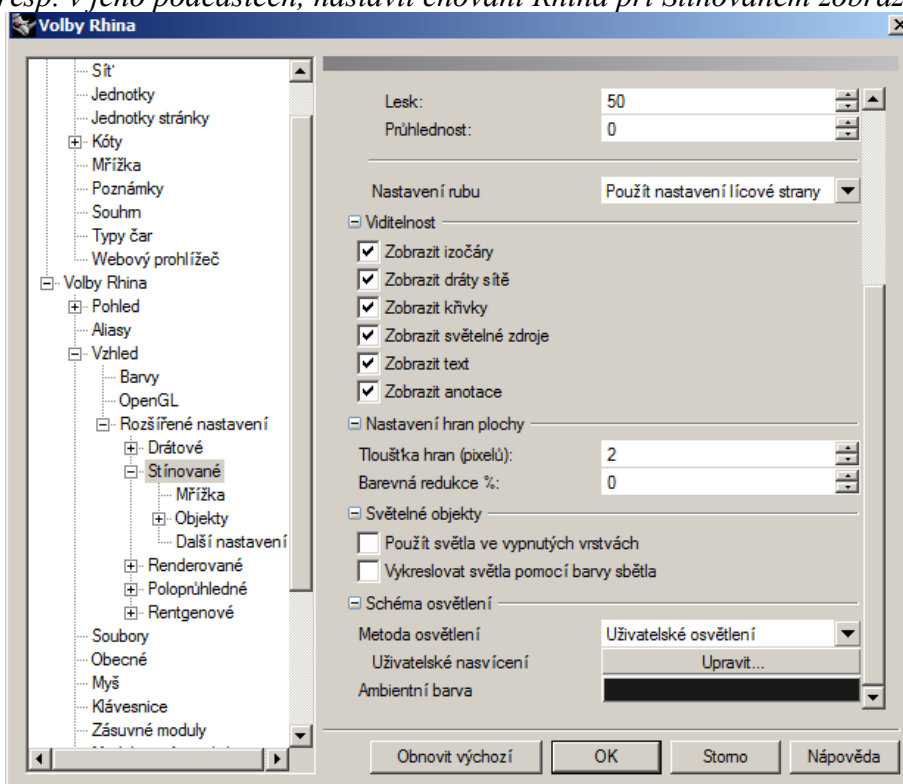 resp. v jeho podčástech, nastavit chování Rhina při Stínovaném zobraz
Volby Rhina
Síť
Jednotky
Jednotky stránky
Kóty
Mřížka
Poznámky
Souhrn
Typy čar
Webový prohlížeč
Volby Rhina
Pohled
Aliasy
Vzhled
Barvy
OpenGL
Rozšířené nastavení
Drátové
Stínované
Mřížka
Objekty
Další nastavení
Renderované
Poloprůhledné
Rentgenové
Soubory
Obecné
Myš
Klávesnice
Zásuvné moduly
Lesk: 50
Průhlednost: 0
Nastavení rubu Použít nastavení lícové strany
Viditelnost
Zobrazit izočáry
Zobrazit dráty sítě
Zobrazit křivky
Zobrazit světelné zdroje
Zobrazit text
Zobrazit anotace
Nastavení hran plochy
Tloušťka hran (pixelů): 2
Barevná redukce %: 0
Světelné objekty
Použít světla ve vypnutých vrstvách
Vykreslovat světla pomocí barvy sbětla
Schéma osvětlení
Metoda osvětlení Uživatelské osvětlení
Uživatelské nasvícení Upravit...
Ambientní barva
Obnovit výchozí OK Storno Nápověda